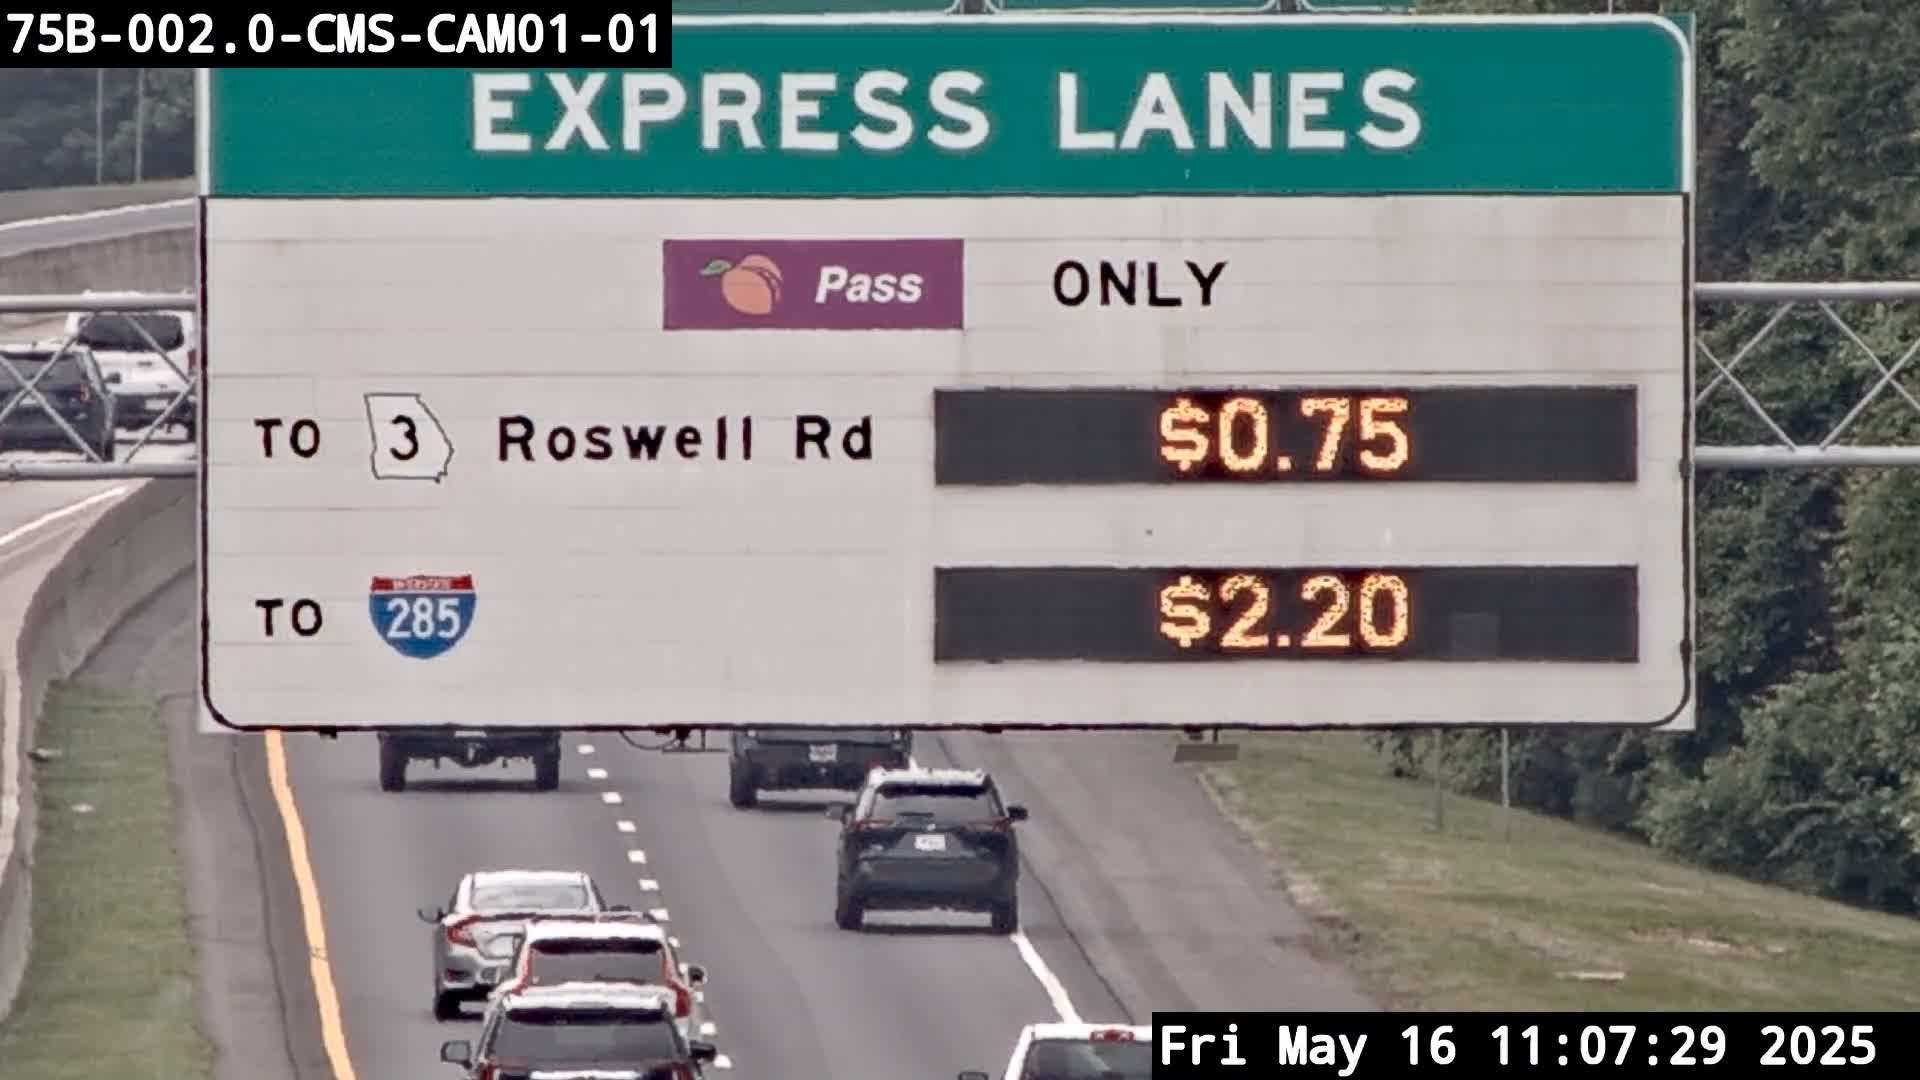 75B-002.0-CMS-CAM01-01
EXPRESS LANES
Pass ONLY
TO 3 Roswell Rd $0.75
TO INTERSTATE 285 $2.20
Fri May 16 11:07:29 2025